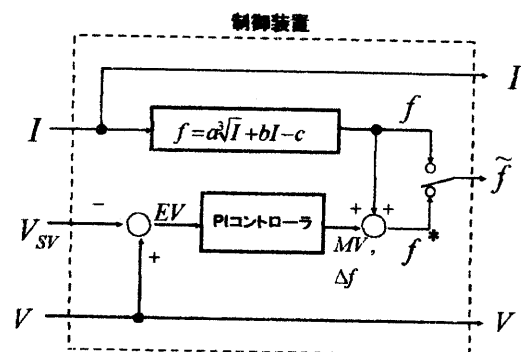 制御装置
I
f
I
f=a∛I+bI−c
f̃
−
EV
PIコントローラ
+
+
V_SV
MV,
f*
+
Δf
V
V